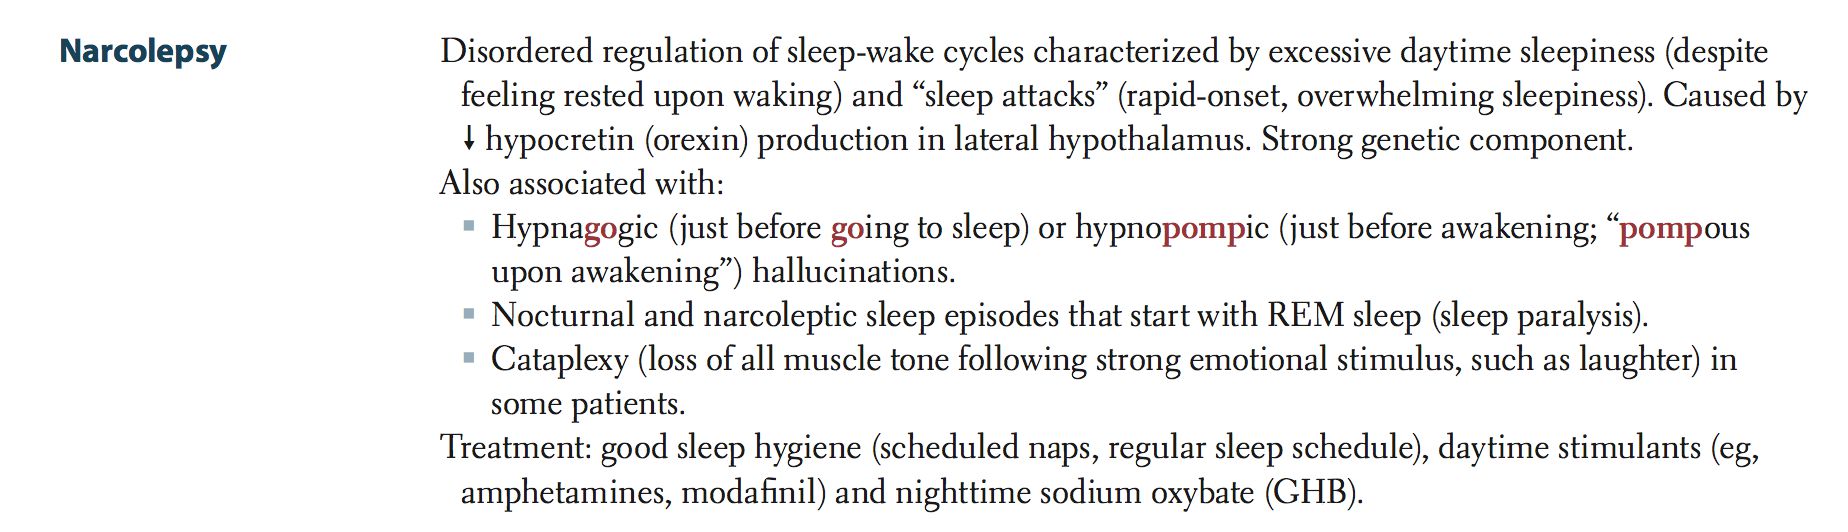 Narcolepsy
Disordered regulation of sleep-wake cycles characterized by excessive daytime sleepiness (despite
feeling rested upon waking) and “sleep attacks” (rapid-onset, overwhelming sleepiness). Caused by
↓ hypocretin (orexin) production in lateral hypothalamus. Strong genetic component.
Also associated with:
▪ Hypnagogic (just before going to sleep) or hypnopompic (just before awakening; “pompous
upon awakening”) hallucinations.
▪ Nocturnal and narcoleptic sleep episodes that start with REM sleep (sleep paralysis).
▪ Cataplexy (loss of all muscle tone following strong emotional stimulus, such as laughter) in
some patients.
Treatment: good sleep hygiene (scheduled naps, regular sleep schedule), daytime stimulants (eg,
amphetamines, modafinil) and nighttime sodium oxybate (GHB).